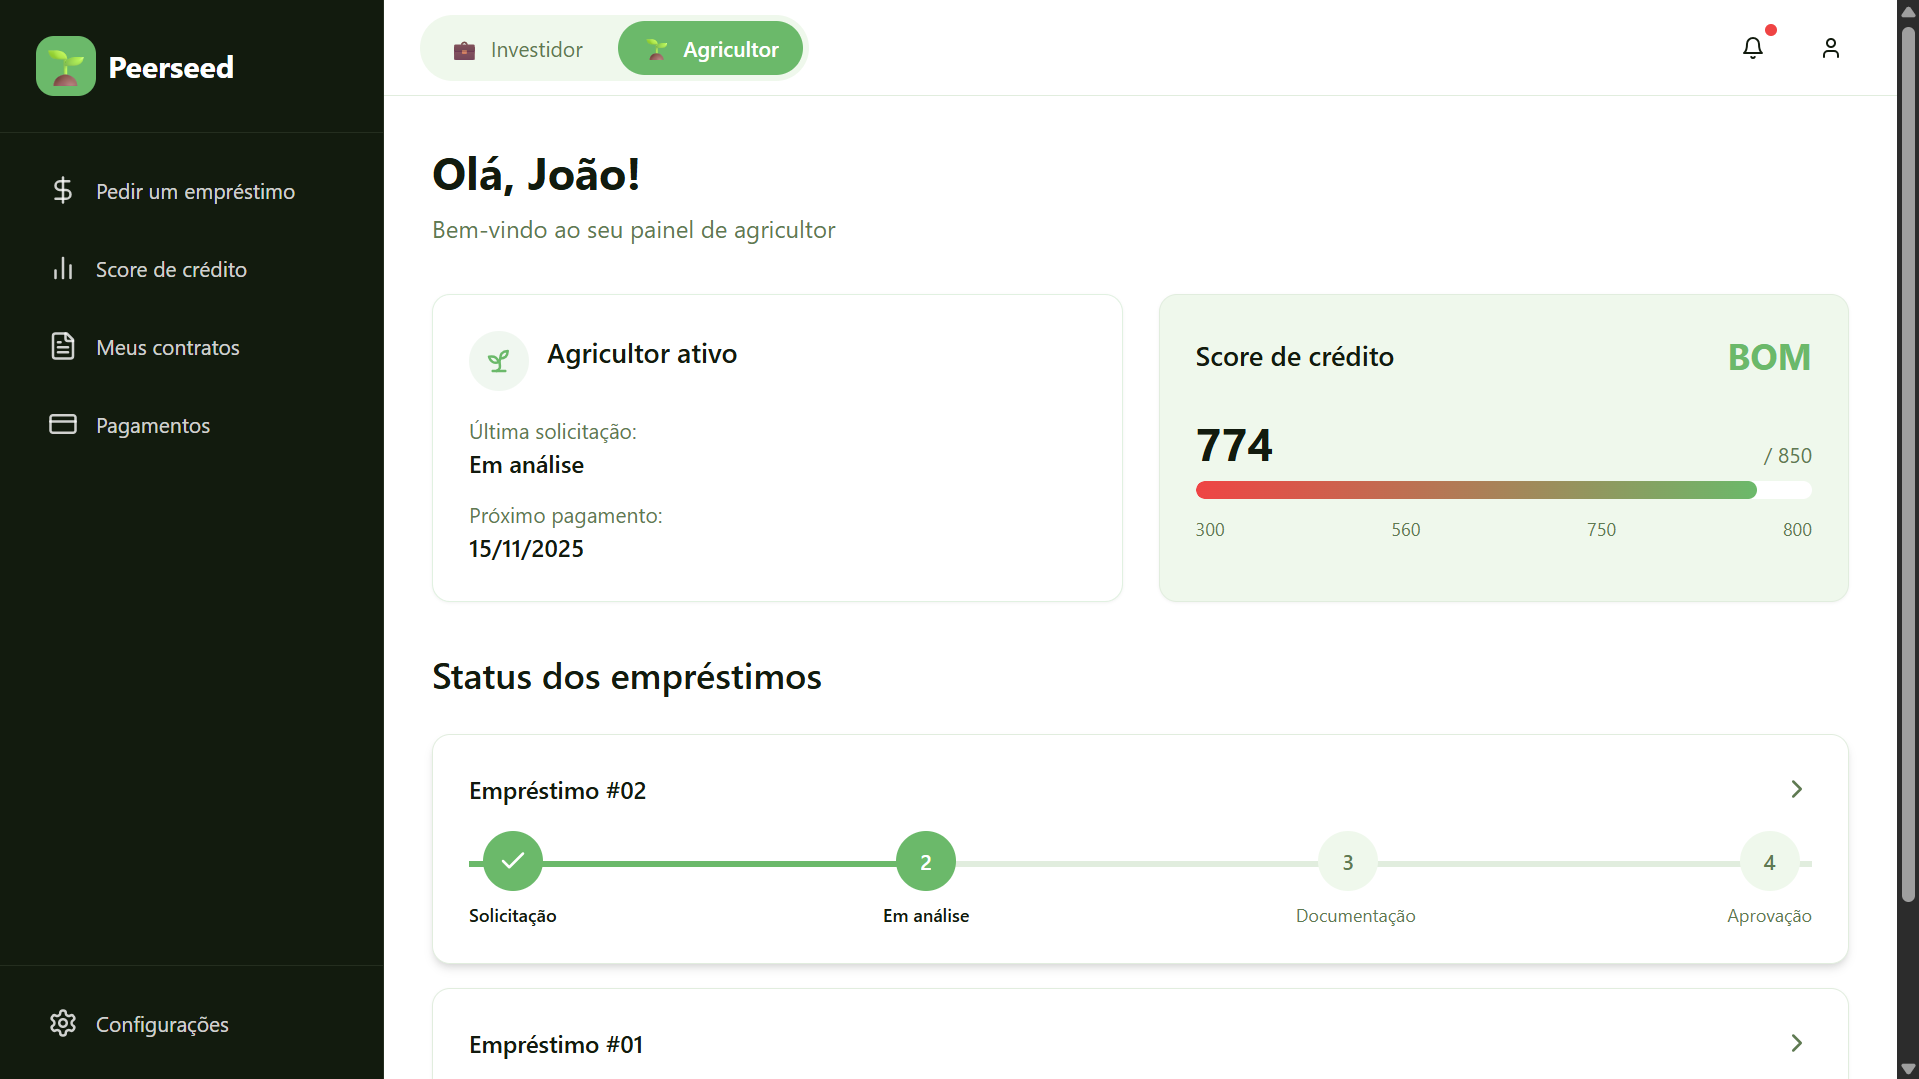 Peerseed
Pedir um empréstimo
Score de crédito
Meus contratos
Pagamentos
Configurações
Investidor
Agricultor
Olá, João!
Bem-vindo ao seu painel de agricultor
Agricultor ativo
Última solicitação:
Em análise
Próximo pagamento:
15/11/2025
Score de crédito
BOM
774
/ 850
300 560 750 800
Status dos empréstimos
Empréstimo #02
2 3 4
Solicitação Em análise Documentação Aprovação
Empréstimo #01